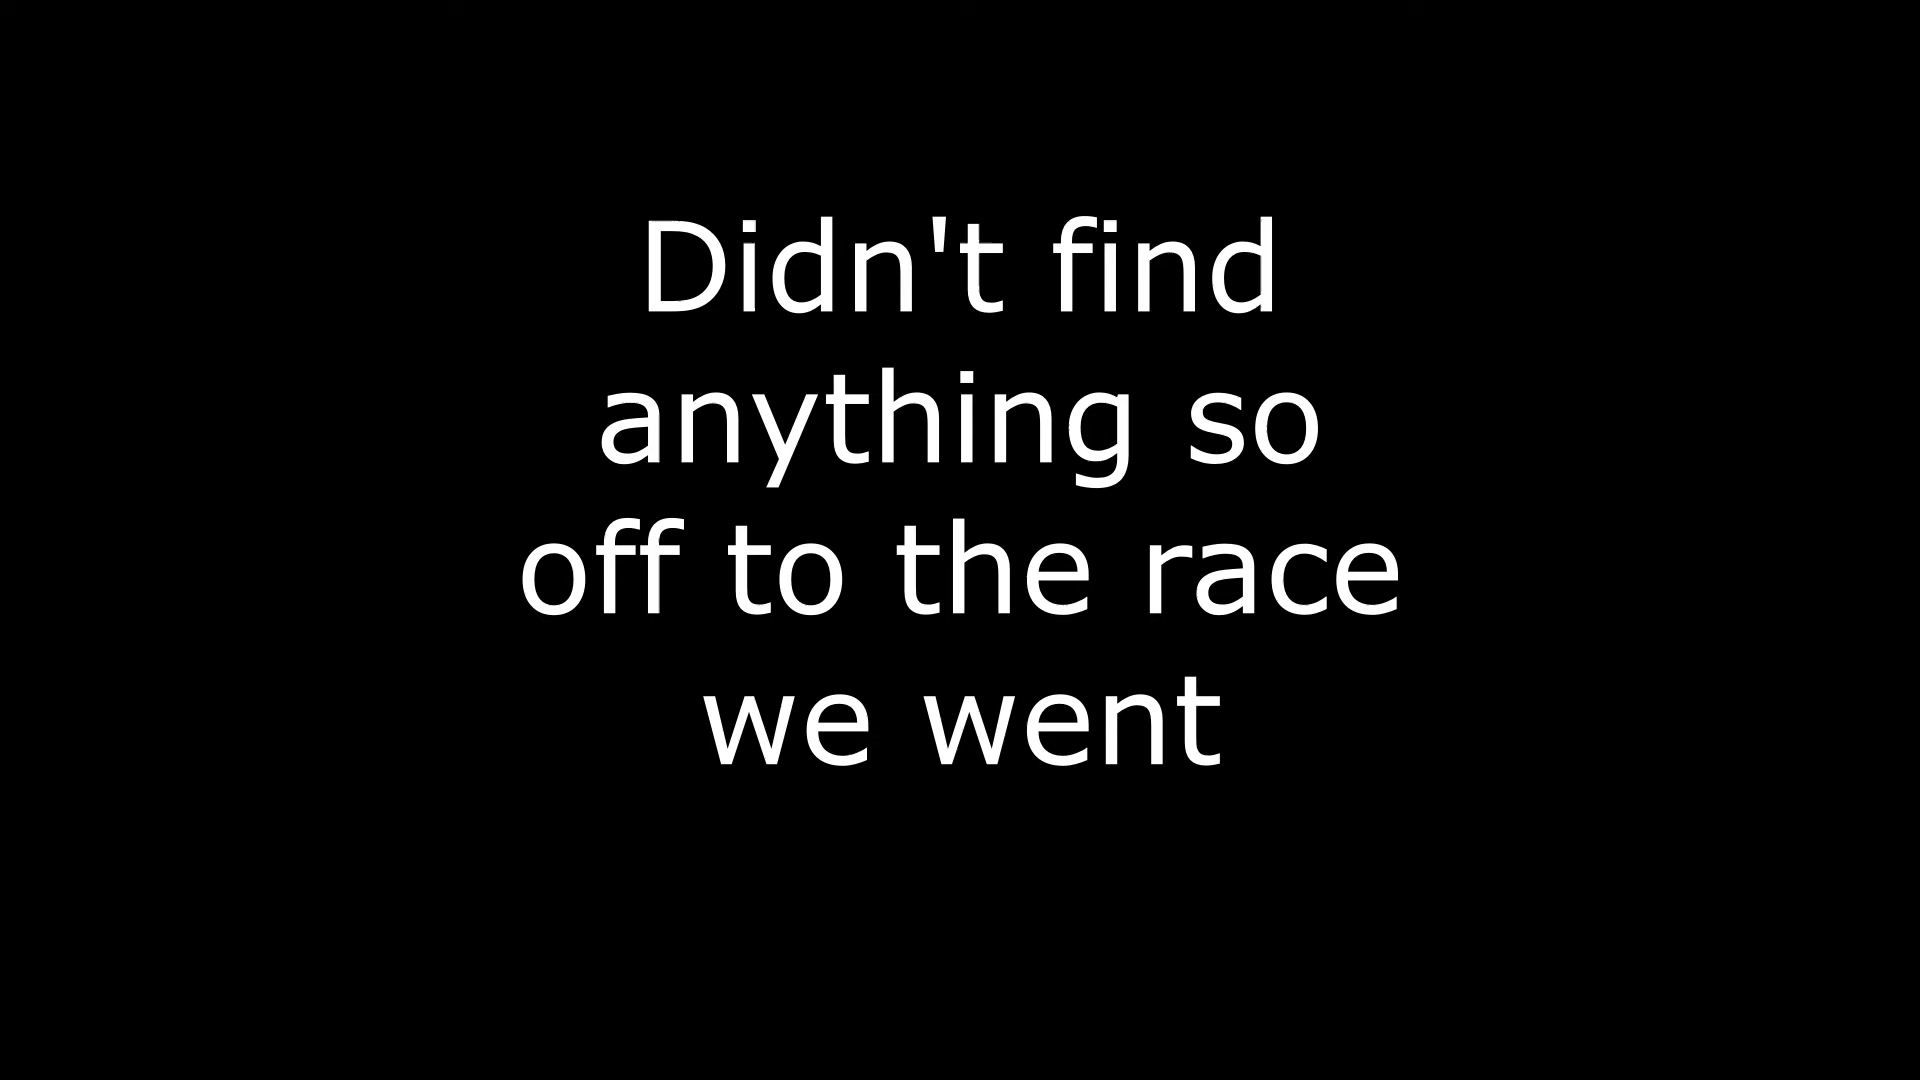 Didn't find
anything so
off to the race
we went